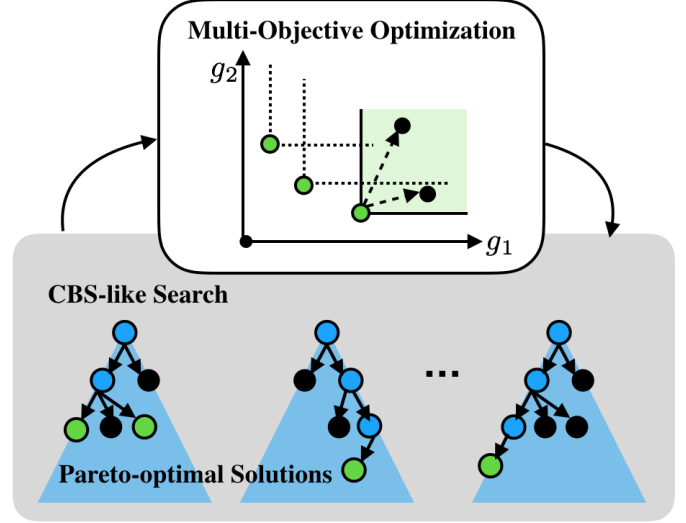 Multi-Objective Optimization
g₂
g₁
CBS-like Search
...
Pareto-optimal Solutions